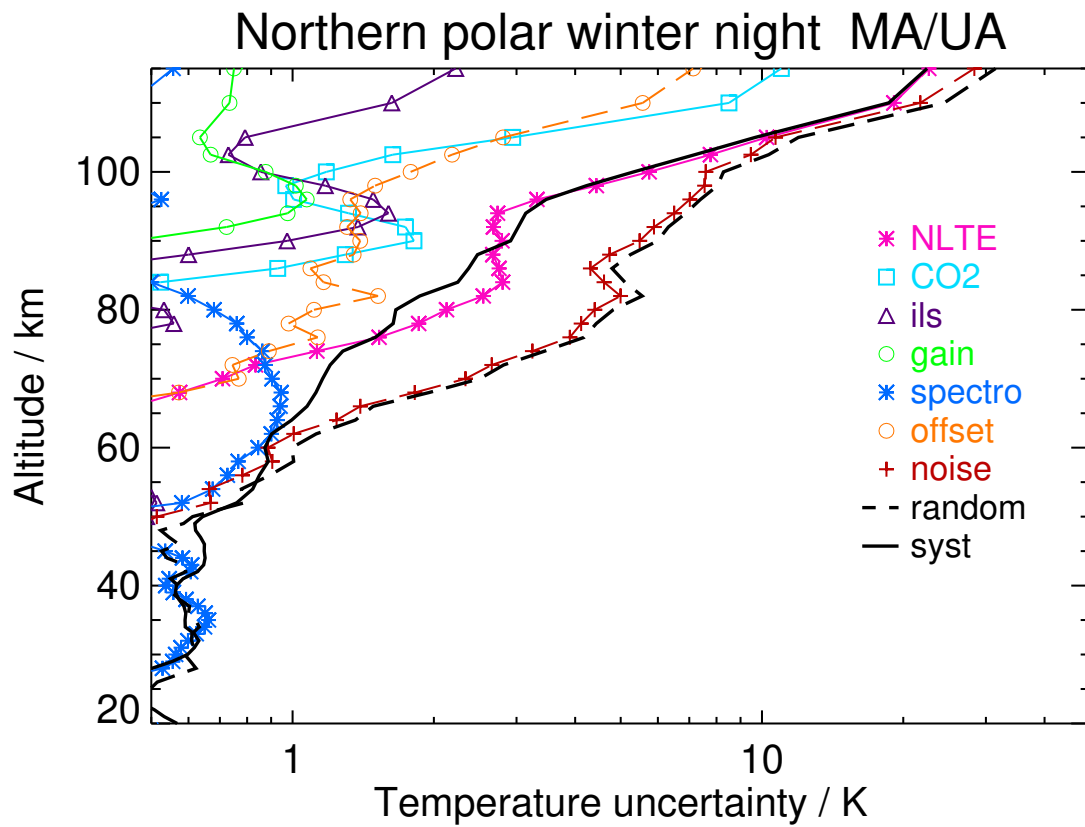 Northern polar winter night  MA/UA
Altitude / km
100
80
60
40
20
NLTE
CO2
ils
gain
spectro
offset
noise
random
syst
1
10
Temperature uncertainty / K